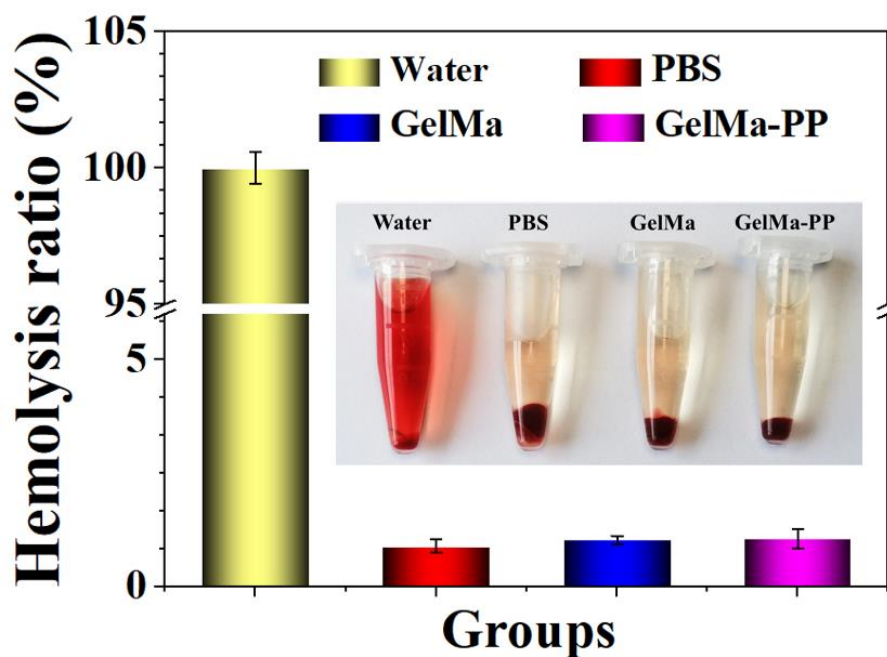 Hemolysis ratio (%)
105
100
95
5
0
Water
PBS
GelMa
GelMa-PP
Water
PBS
GelMa
GelMa-PP
Groups